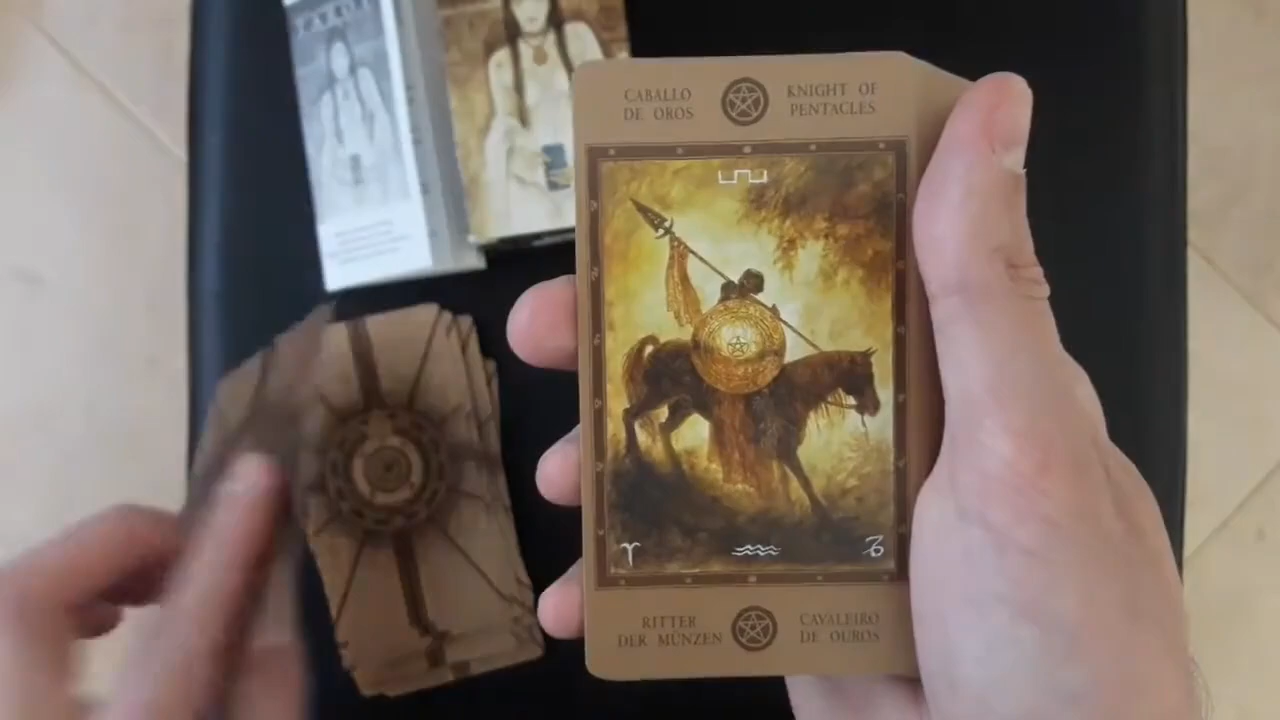 CABALLO
DE OROS
KNIGHT OF
PENTACLES
RITTER
DER MÜNZEN
CAVALEIRO
DE OUROS